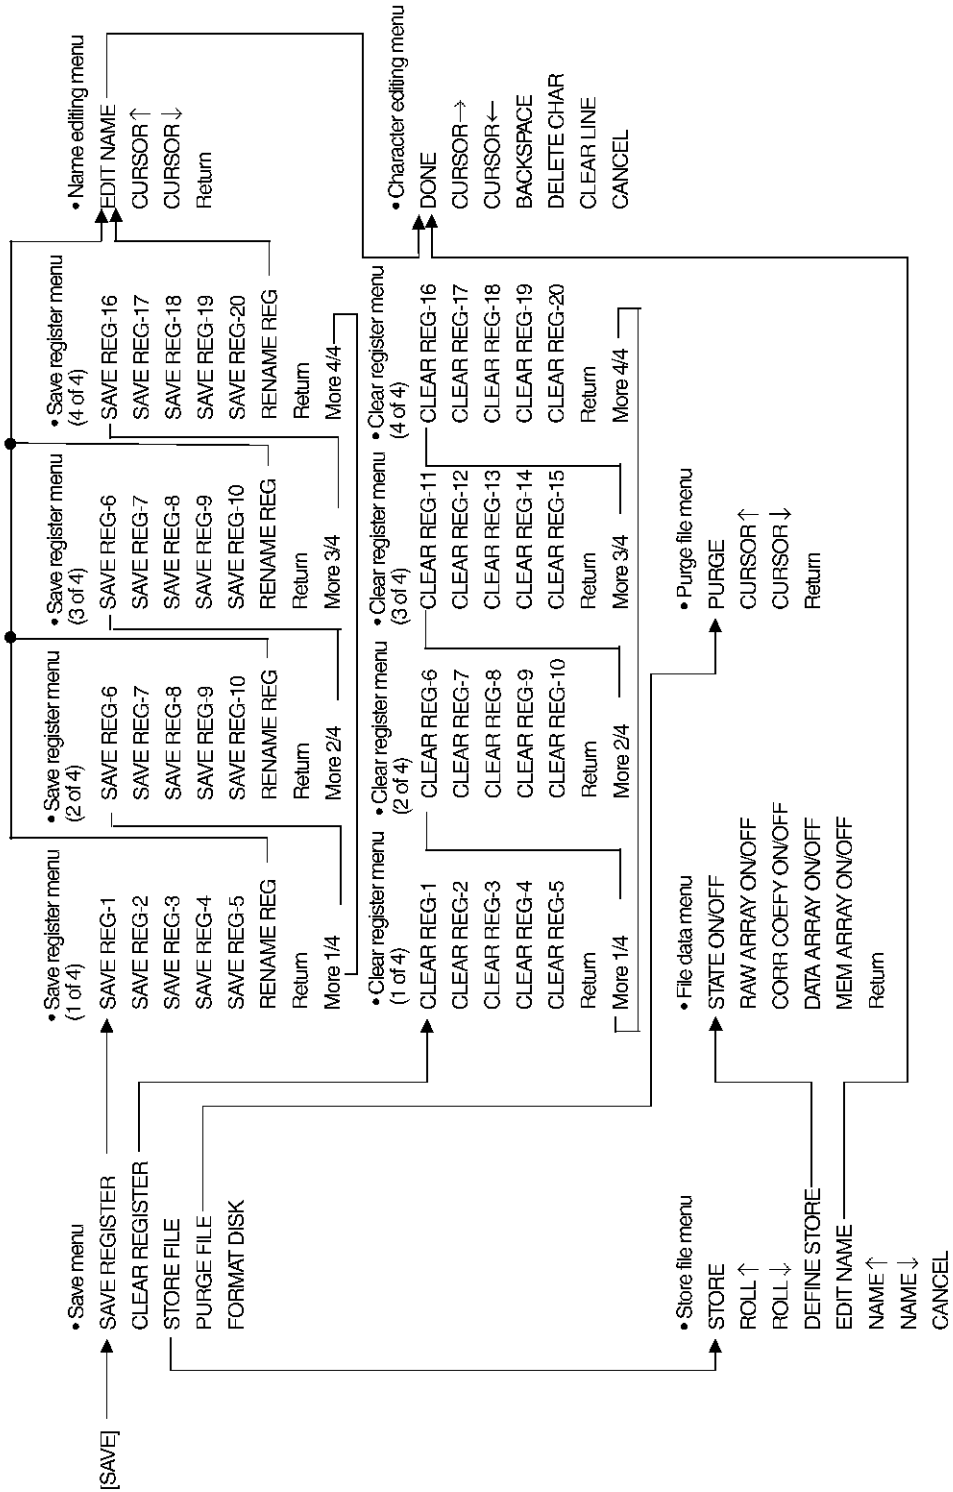 [SAVE]
• Save menu
SAVE REGISTER
CLEAR REGISTER
STORE FILE
PURGE FILE
FORMAT DISK
• Save register menu
(1 of 4)
SAVE REG-1
SAVE REG-2
SAVE REG-3
SAVE REG-4
SAVE REG-5
RENAME REG
Return
More 1/4
• Save register menu
(2 of 4)
SAVE REG-6
SAVE REG-7
SAVE REG-8
SAVE REG-9
SAVE REG-10
RENAME REG
Return
More 2/4
• Save register menu
(3 of 4)
SAVE REG-6
SAVE REG-7
SAVE REG-8
SAVE REG-9
SAVE REG-10
RENAME REG
Return
More 3/4
• Save register menu
(4 of 4)
SAVE REG-16
SAVE REG-17
SAVE REG-18
SAVE REG-19
SAVE REG-20
RENAME REG
Return
More 4/4
• Name editing menu
EDIT NAME
CURSOR ↑
CURSOR ↓
Return
• Clear register menu
(1 of 4)
CLEAR REG-1
CLEAR REG-2
CLEAR REG-3
CLEAR REG-4
CLEAR REG-5
Return
More 1/4
• Clear register menu
(2 of 4)
CLEAR REG-6
CLEAR REG-7
CLEAR REG-8
CLEAR REG-9
CLEAR REG-10
Return
More 2/4
• Clear register menu
(3 of 4)
CLEAR REG-11
CLEAR REG-12
CLEAR REG-13
CLEAR REG-14
CLEAR REG-15
Return
More 3/4
• Clear register menu
(4 of 4)
CLEAR REG-16
CLEAR REG-17
CLEAR REG-18
CLEAR REG-19
CLEAR REG-20
Return
More 4/4
• Character editing menu
DONE
CURSOR →
CURSOR ←
BACKSPACE
DELETE CHAR
CLEAR LINE
CANCEL
• Store file menu
STORE
ROLL ↑
ROLL ↓
DEFINE STORE
EDIT NAME
NAME ↑
NAME ↓
CANCEL
• File data menu
STATE ON/OFF
RAW ARRAY ON/OFF
CORR COEFY ON/OFF
DATA ARRAY ON/OFF
MEM ARRAY ON/OFF
Return
• Purge file menu
PURGE
CURSOR ↑
CURSOR ↓
Return